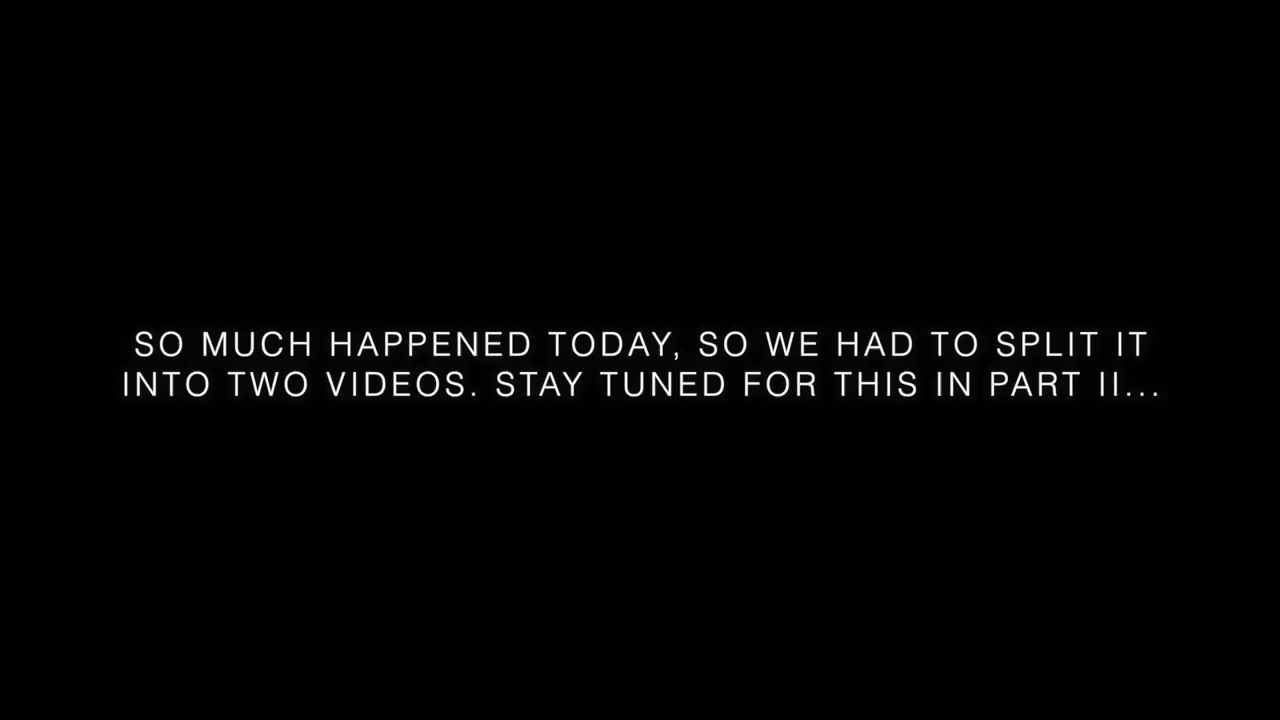 SO MUCH HAPPENED TODAY, SO WE HAD TO SPLIT IT
INTO TWO VIDEOS. STAY TUNED FOR THIS IN PART II...